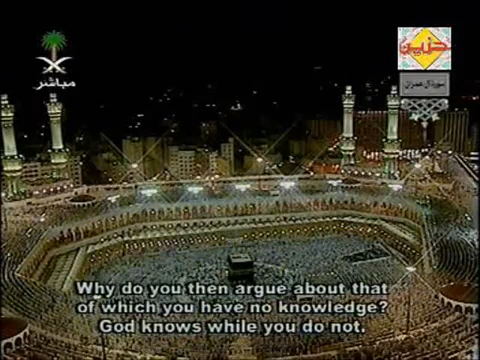 مباشر
حنين
سورة آل عمران
Why do you then argue about that
of which you have no knowledge?
God knows while you do not.